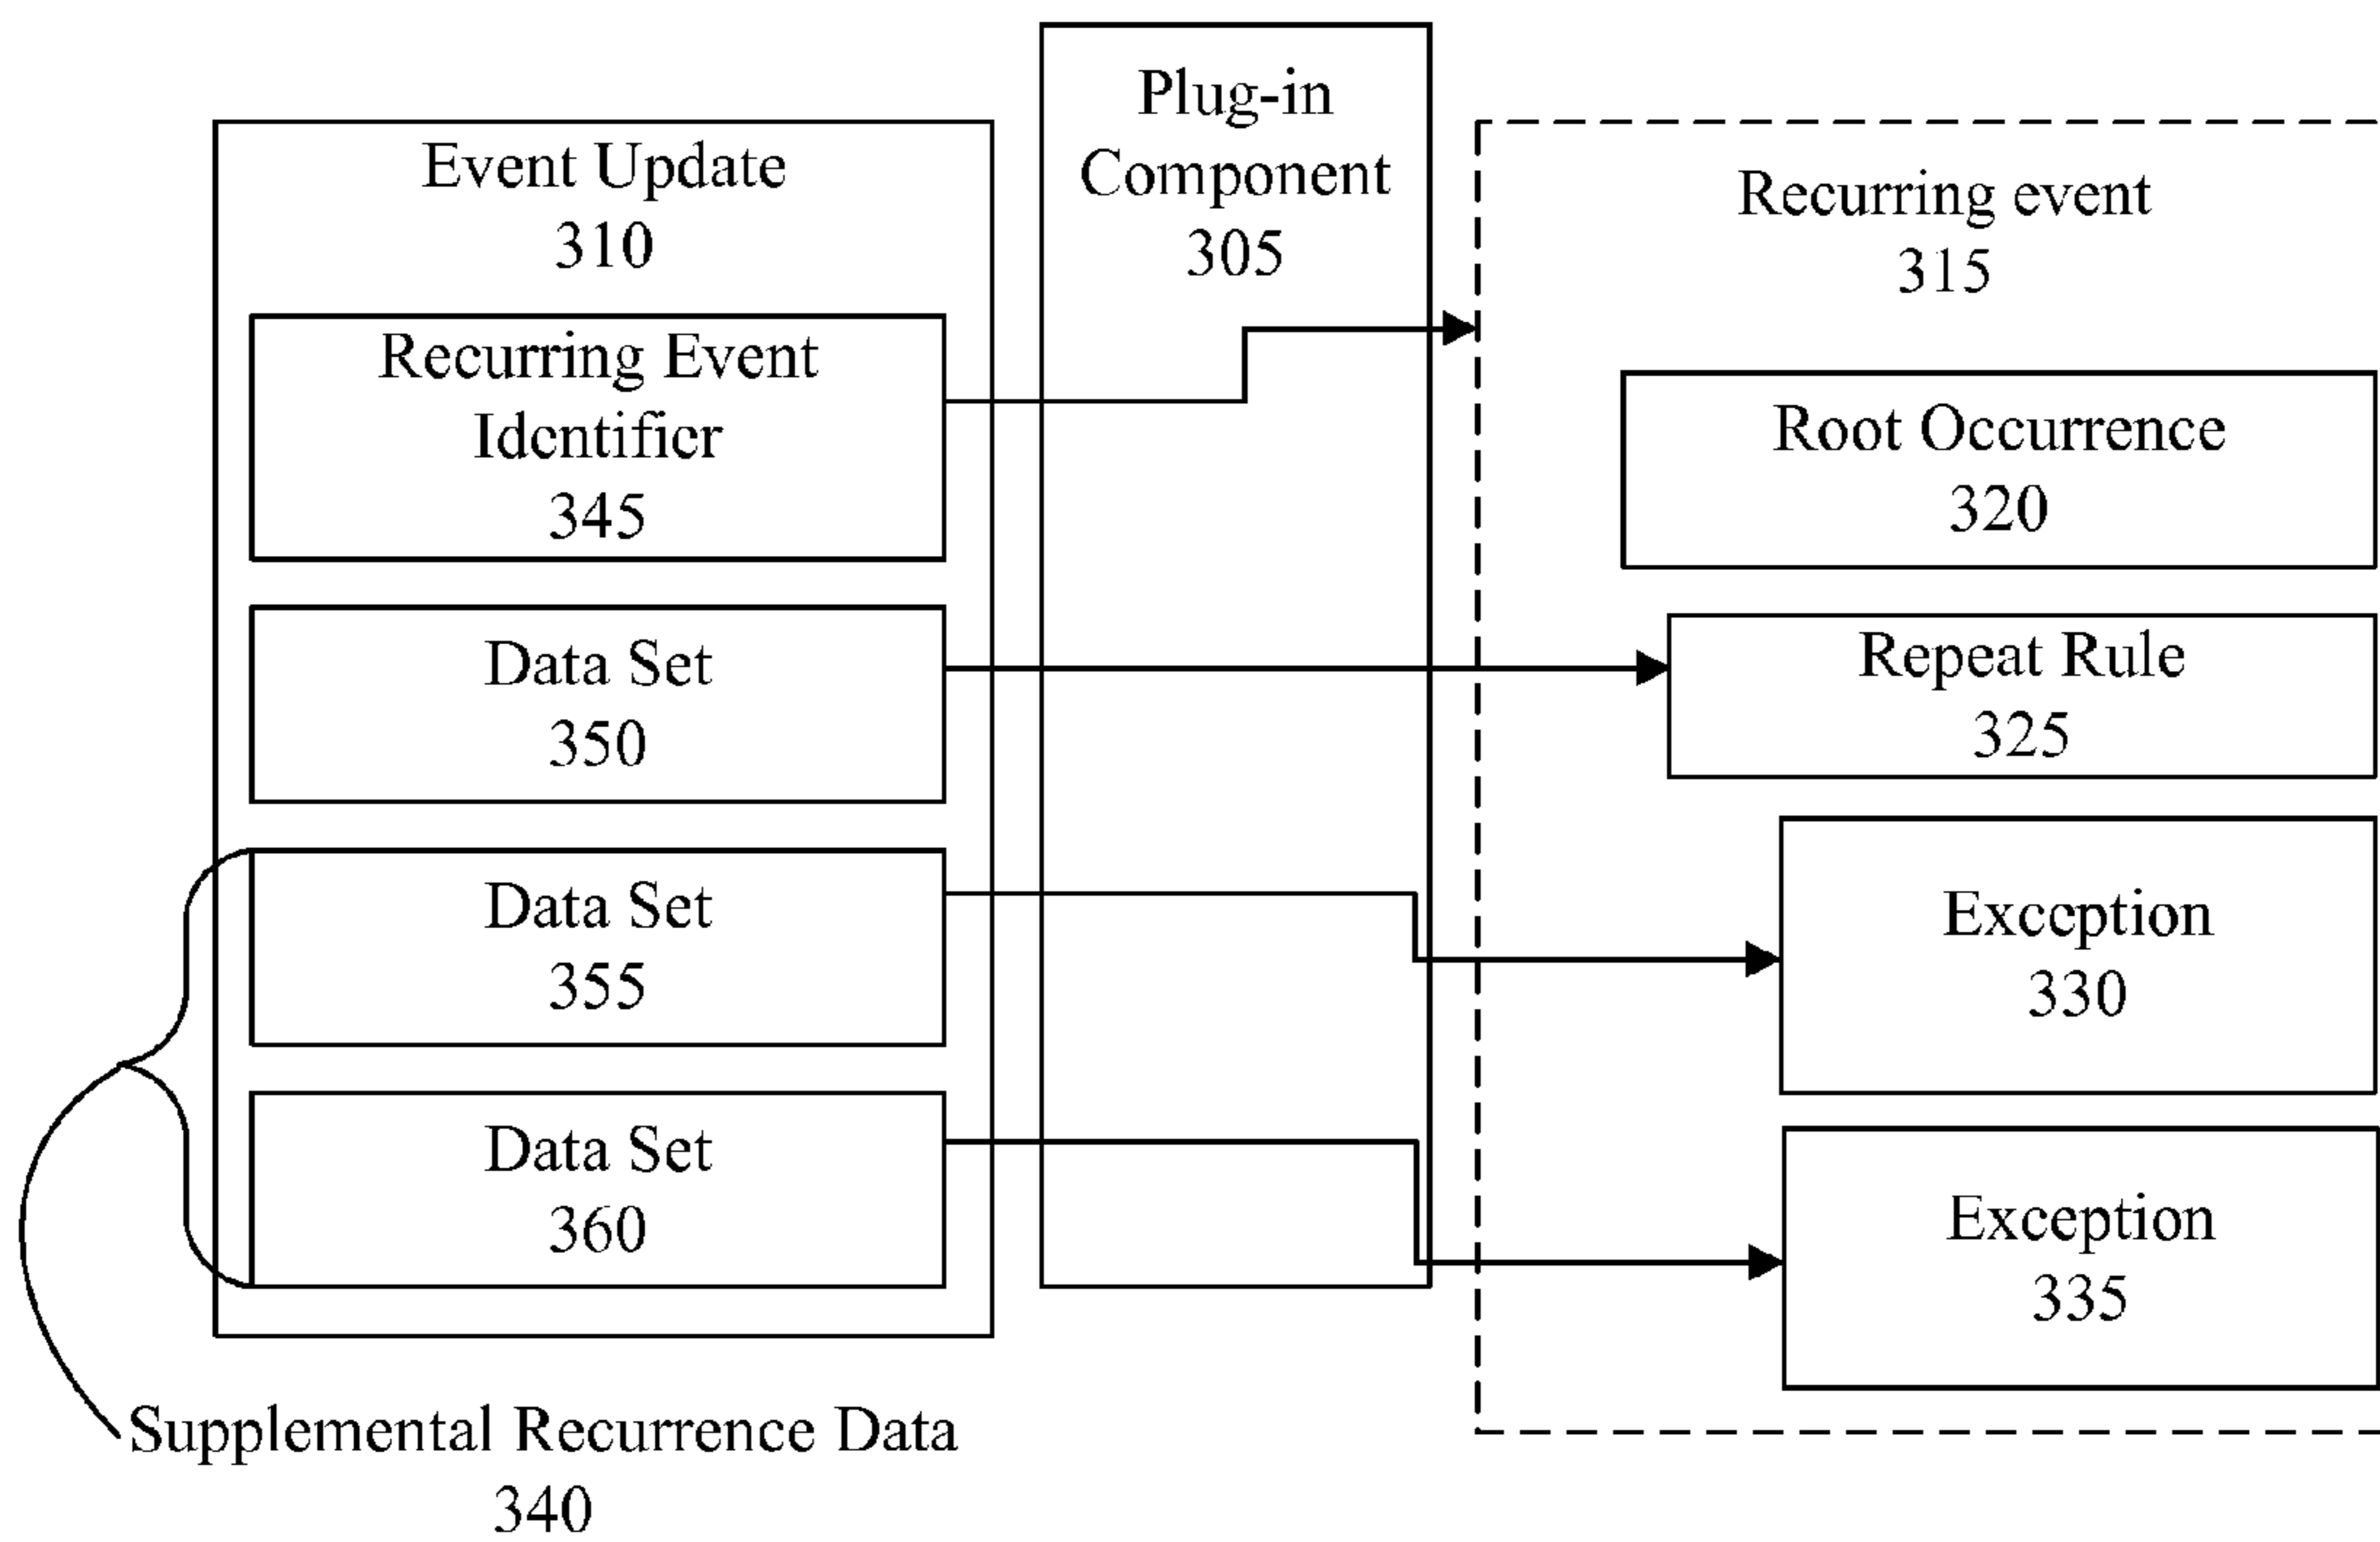 Event Update
310
Recurring Event
Identifier
345
Data Set
350
Data Set
355
Data Set
360
Supplemental Recurrence Data
340
Plug-in
Component
305
Recurring event
315
Root Occurrence
320
Repeat Rule
325
Exception
330
Exception
335